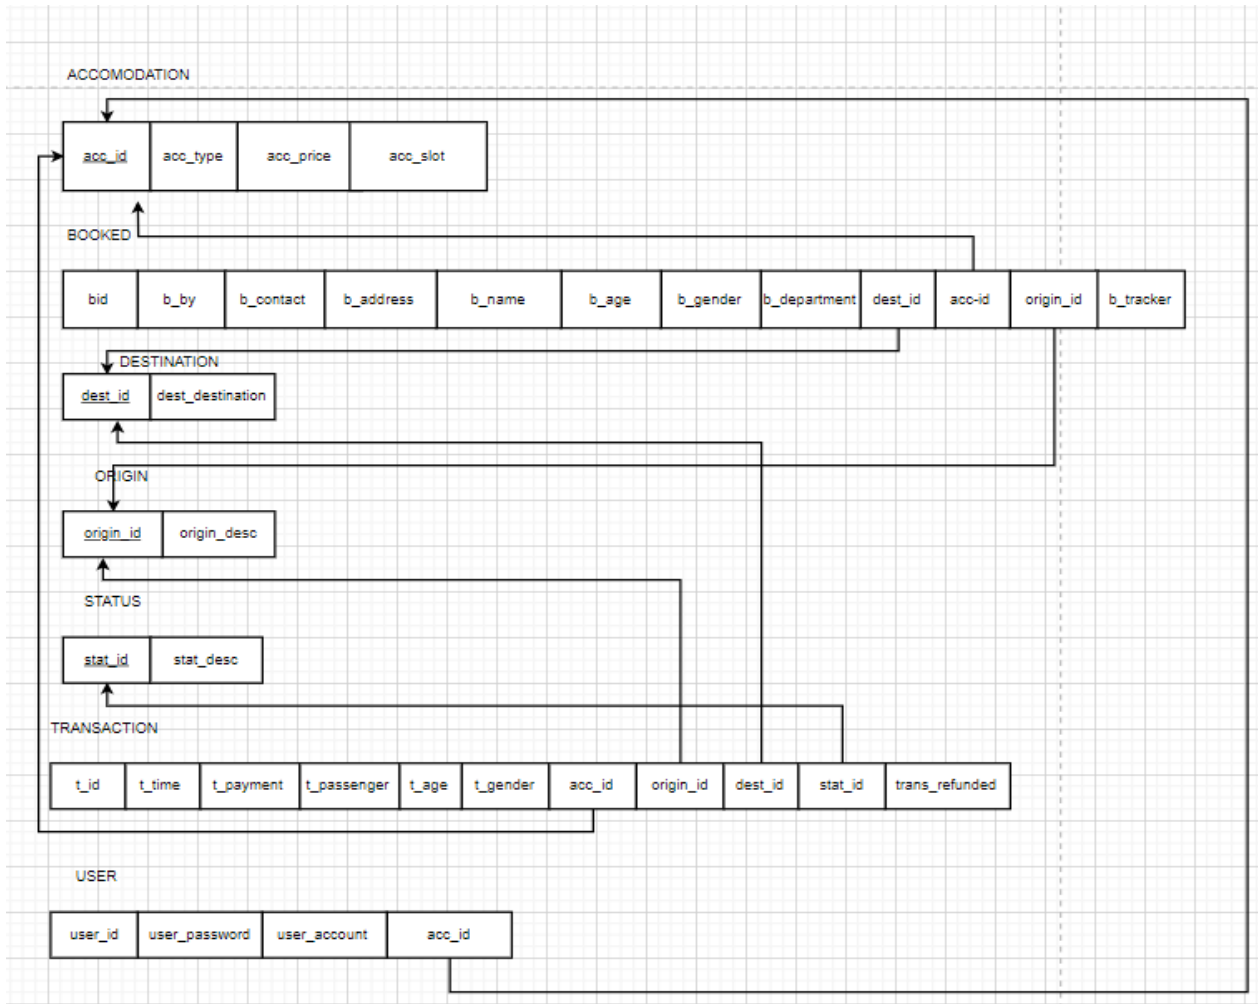 ACCOMODATION
acc_id acc_type acc_price acc_slot
BOOKED
bid b_by b_contact b_address b_name b_age b_gender b_department dest_id acc-id origin_id b_tracker
DESTINATION
dest_id dest_destination
ORIGIN
origin_id origin_desc
STATUS
stat_id stat_desc
TRANSACTION
t_id t_time t_payment t_passenger t_age t_gender acc_id origin_id dest_id stat_id trans_refunded
USER
user_id user_password user_account acc_id